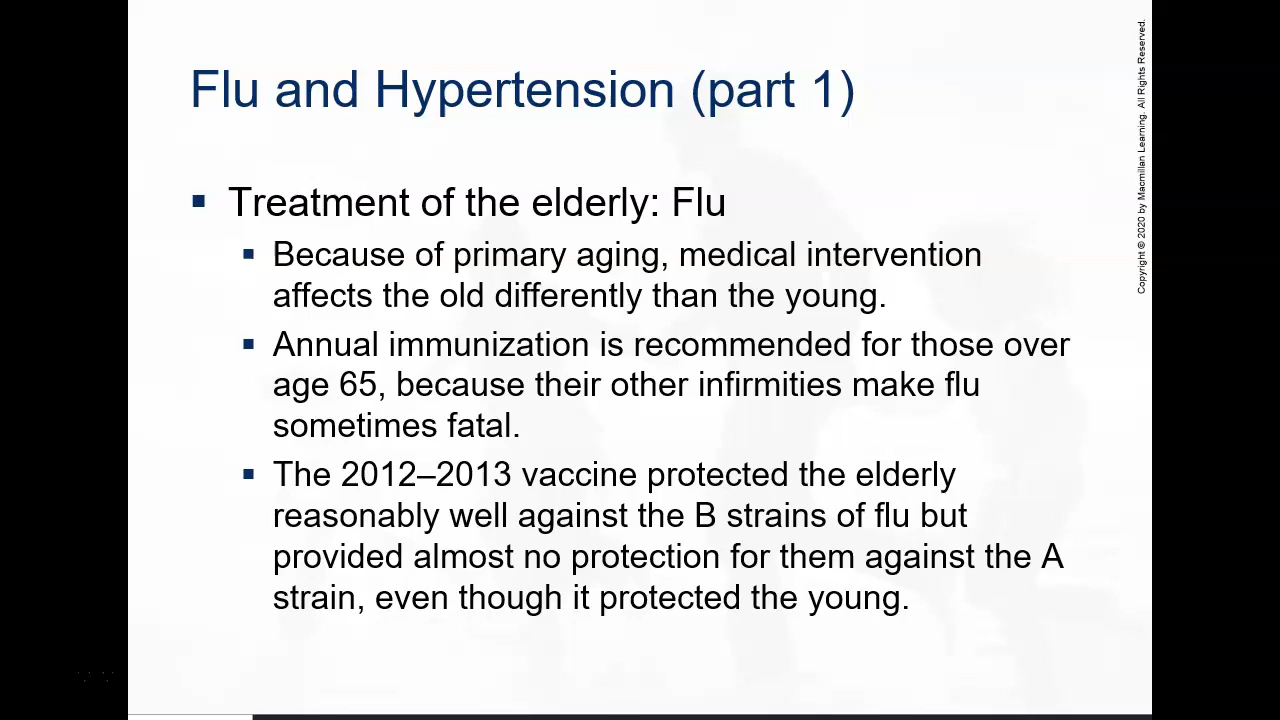 Flu and Hypertension (part 1)
▪ Treatment of the elderly: Flu
▪ Because of primary aging, medical intervention
affects the old differently than the young.
▪ Annual immunization is recommended for those over
age 65, because their other infirmities make flu
sometimes fatal.
▪ The 2012–2013 vaccine protected the elderly
reasonably well against the B strains of flu but
provided almost no protection for them against the A
strain, even though it protected the young.
Copyright © 2020 by Macmillan Learning. All Rights Reserved.